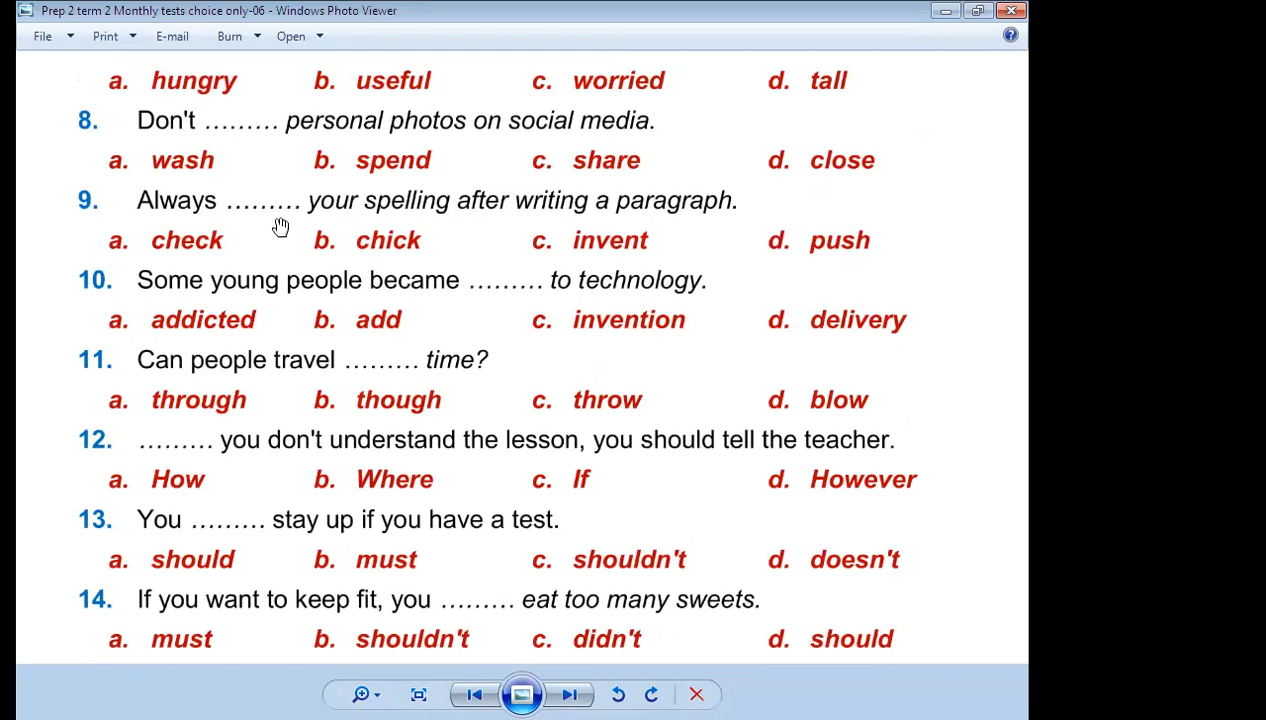 Prep 2 term 2 Monthly tests choice only-06 - Windows Photo Viewer
File Print E-mail Burn Open
a. hungry b. useful c. worried d. tall
8. Don't ......... personal photos on social media.
a. wash b. spend c. share d. close
9. Always ......... your spelling after writing a paragraph.
a. check b. chick c. invent d. push
10. Some young people became ......... to technology.
a. addicted b. add c. invention d. delivery
11. Can people travel ......... time?
a. through b. though c. throw d. blow
12. ......... you don't understand the lesson, you should tell the teacher.
a. How b. Where c. If d. However
13. You ......... stay up if you have a test.
a. should b. must c. shouldn't d. doesn't
14. If you want to keep fit, you ......... eat too many sweets.
a. must b. shouldn't c. didn't d. should